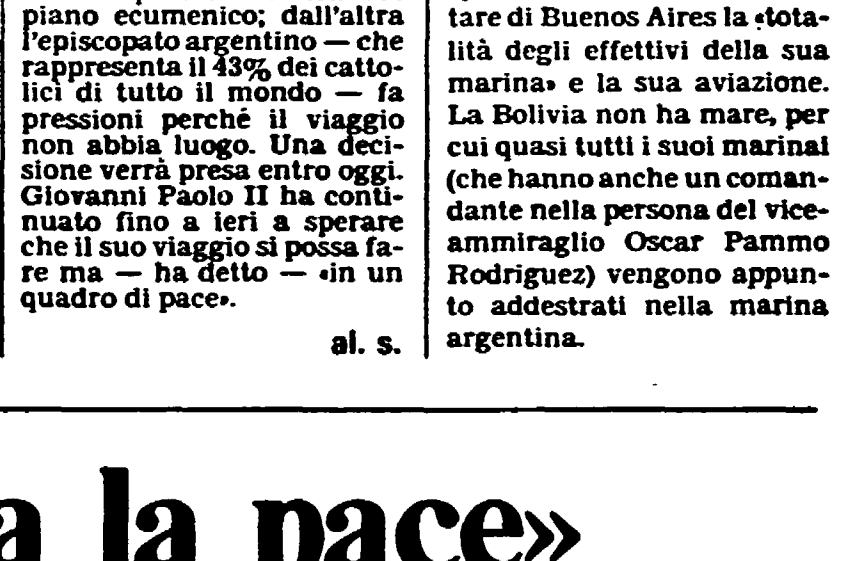 piano ecumenico; dall'altra
l'episcopato argentino — che
rappresenta il 43% dei catto-
lici di tutto il mondo — fa
pressioni perché il viaggio
non abbia luogo. Una deci-
sione verrà presa entro oggi.
Giovanni Paolo II ha conti-
nuato fino a ieri a sperare
che il suo viaggio si possa fa-
re ma — ha detto — «in un
quadro di pace».
al. s.
tare di Buenos Aires la «tota-
lità degli effettivi della sua
marina» e la sua aviazione.
La Bolivia non ha mare, per
cui quasi tutti i suoi marinai
(che hanno anche un coman-
dante nella persona del vice-
ammiraglio Oscar Pammo
Rodriguez) vengono appun-
to addestrati nella marina
argentina.
a la pace»